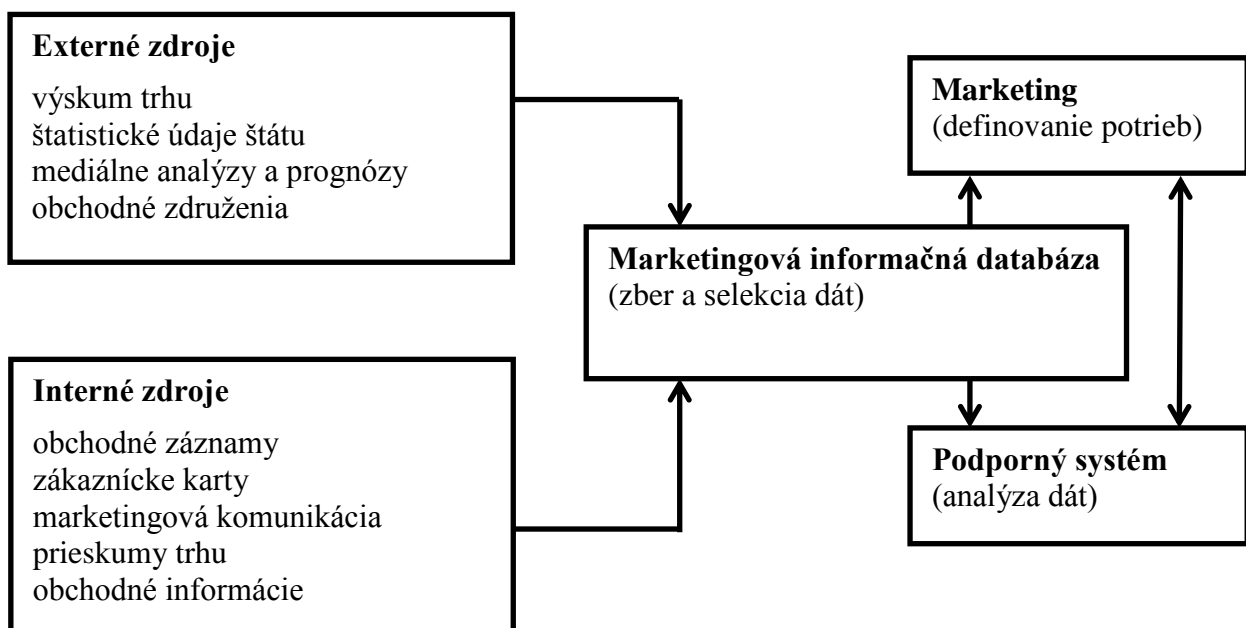 Externé zdroje
výskum trhu
štatistické údaje štátu
mediálne analýzy a prognózy
obchodné združenia
Marketing
(definovanie potrieb)
Marketingová informačná databáza
(zber a selekcia dát)
Interné zdroje
obchodné záznamy
zákaznícke karty
marketingová komunikácia
prieskumy trhu
obchodné informácie
Podporný systém
(analýza dát)